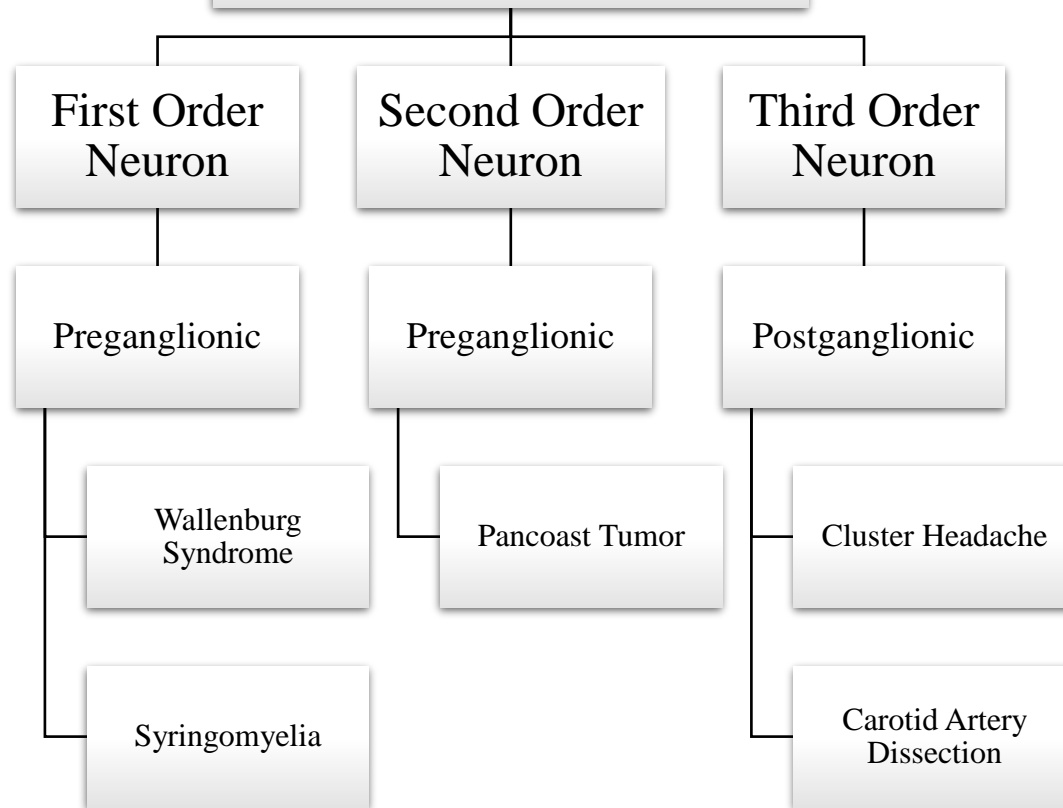 First Order
Neuron
Second Order
Neuron
Third Order
Neuron
Preganglionic
Preganglionic
Postganglionic
Wallenburg
Syndrome
Pancoast Tumor
Cluster Headache
Syringomyelia
Carotid Artery
Dissection